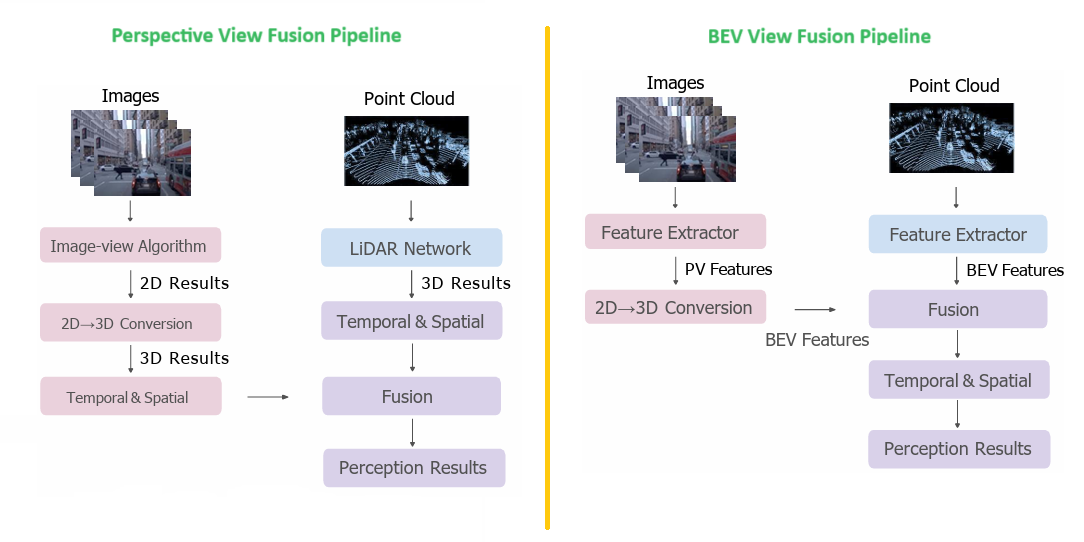 Perspective View Fusion Pipeline
Images
Point Cloud
Image-view Algorithm
LiDAR Network
2D Results
3D Results
2D→3D Conversion
Temporal & Spatial
3D Results
Temporal & Spatial
Fusion
Perception Results
BEV View Fusion Pipeline
Images
Point Cloud
Feature Extractor
Feature Extractor
PV Features
BEV Features
2D→3D Conversion
Fusion
BEV Features
Temporal & Spatial
Perception Results